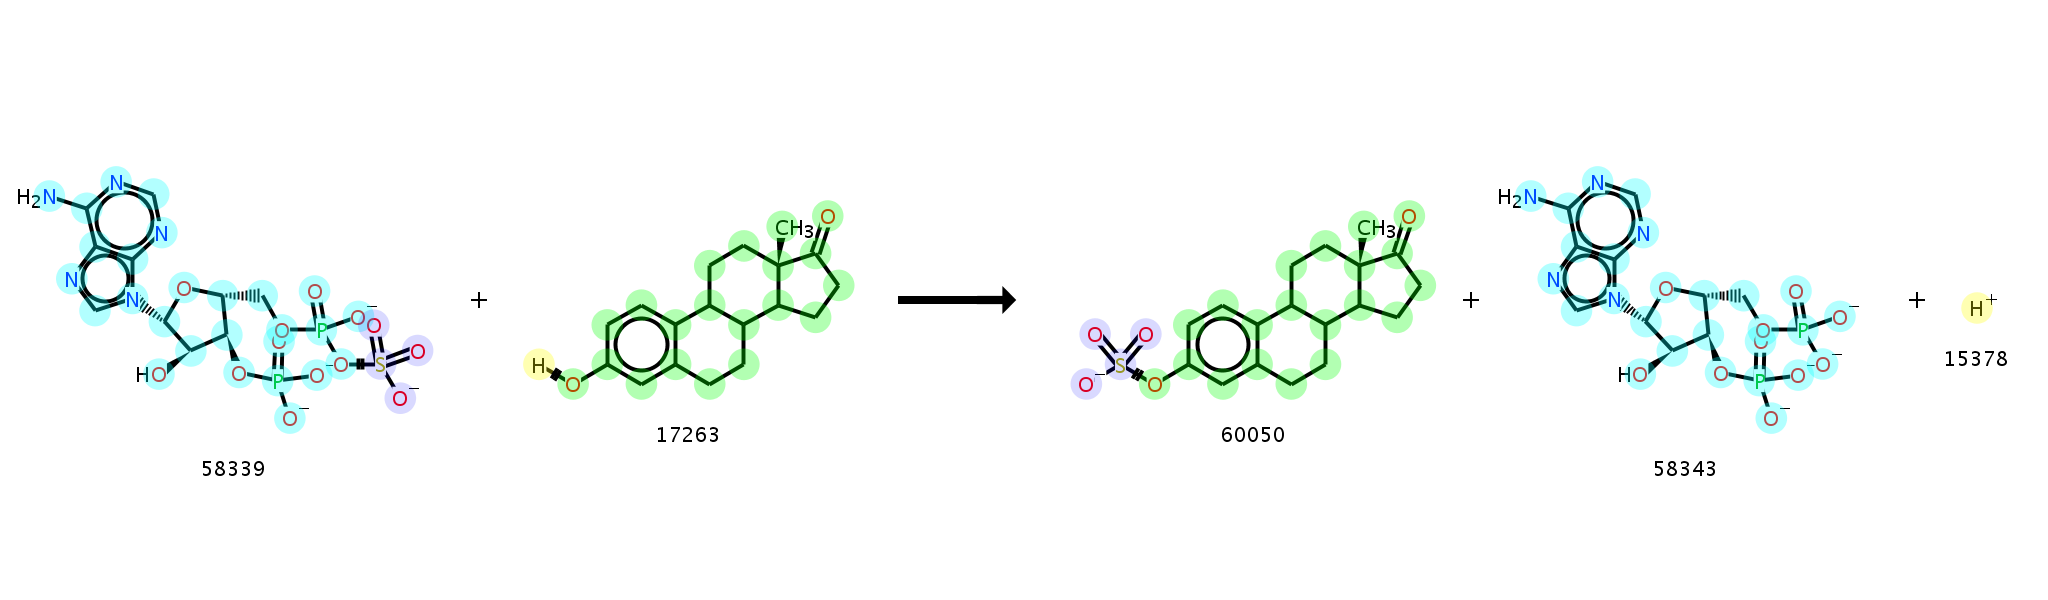 H2N N N N N O HO O P O O O P O O⁻ O O⁻ O⁻ S O O O⁻
58339
+
H O CH3 O
17263
O O O⁻ S O CH3 O
60050
+
H2N N N N N O HO O P O O⁻ O⁻ O P O O⁻ O⁻
58343
+
H⁺
15378